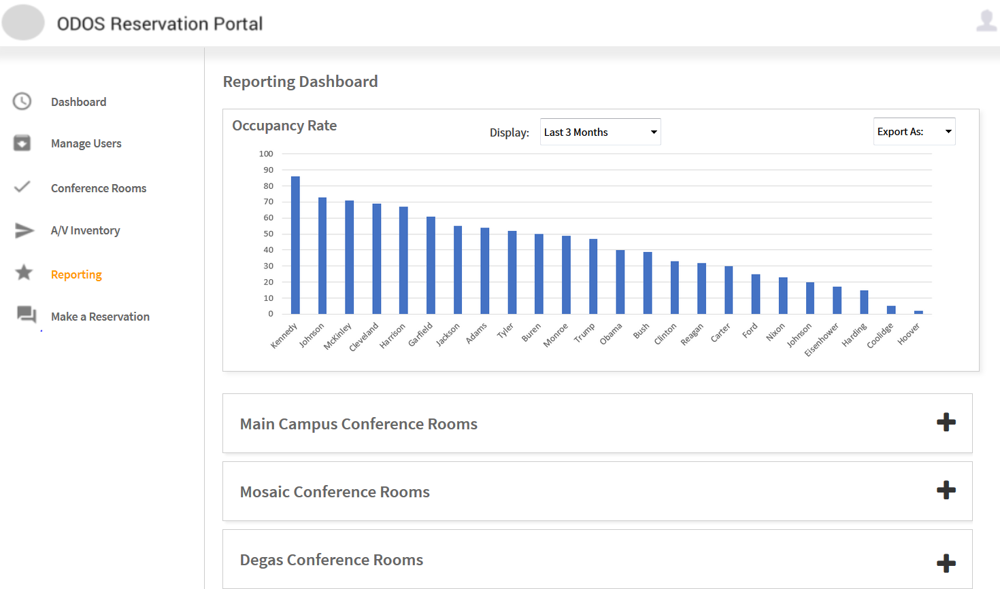 ODOS Reservation Portal
Dashboard
Manage Users
Conference Rooms
A/V Inventory
Reporting
Make a Reservation
Reporting Dashboard
Occupancy Rate
Display:
Last 3 Months
Export As:
100
90
80
70
60
50
40
30
20
10
0
Kennedy
Johnson
McKinley
Cleveland
Harrison
Garfield
Jackson
Adams
Tyler
Buren
Monroe
Trump
Obama
Bush
Clinton
Reagan
Carter
Ford
Nixon
Johnson
Eisenhower
Harding
Coolidge
Hoover
Main Campus Conference Rooms
Mosaic Conference Rooms
Degas Conference Rooms